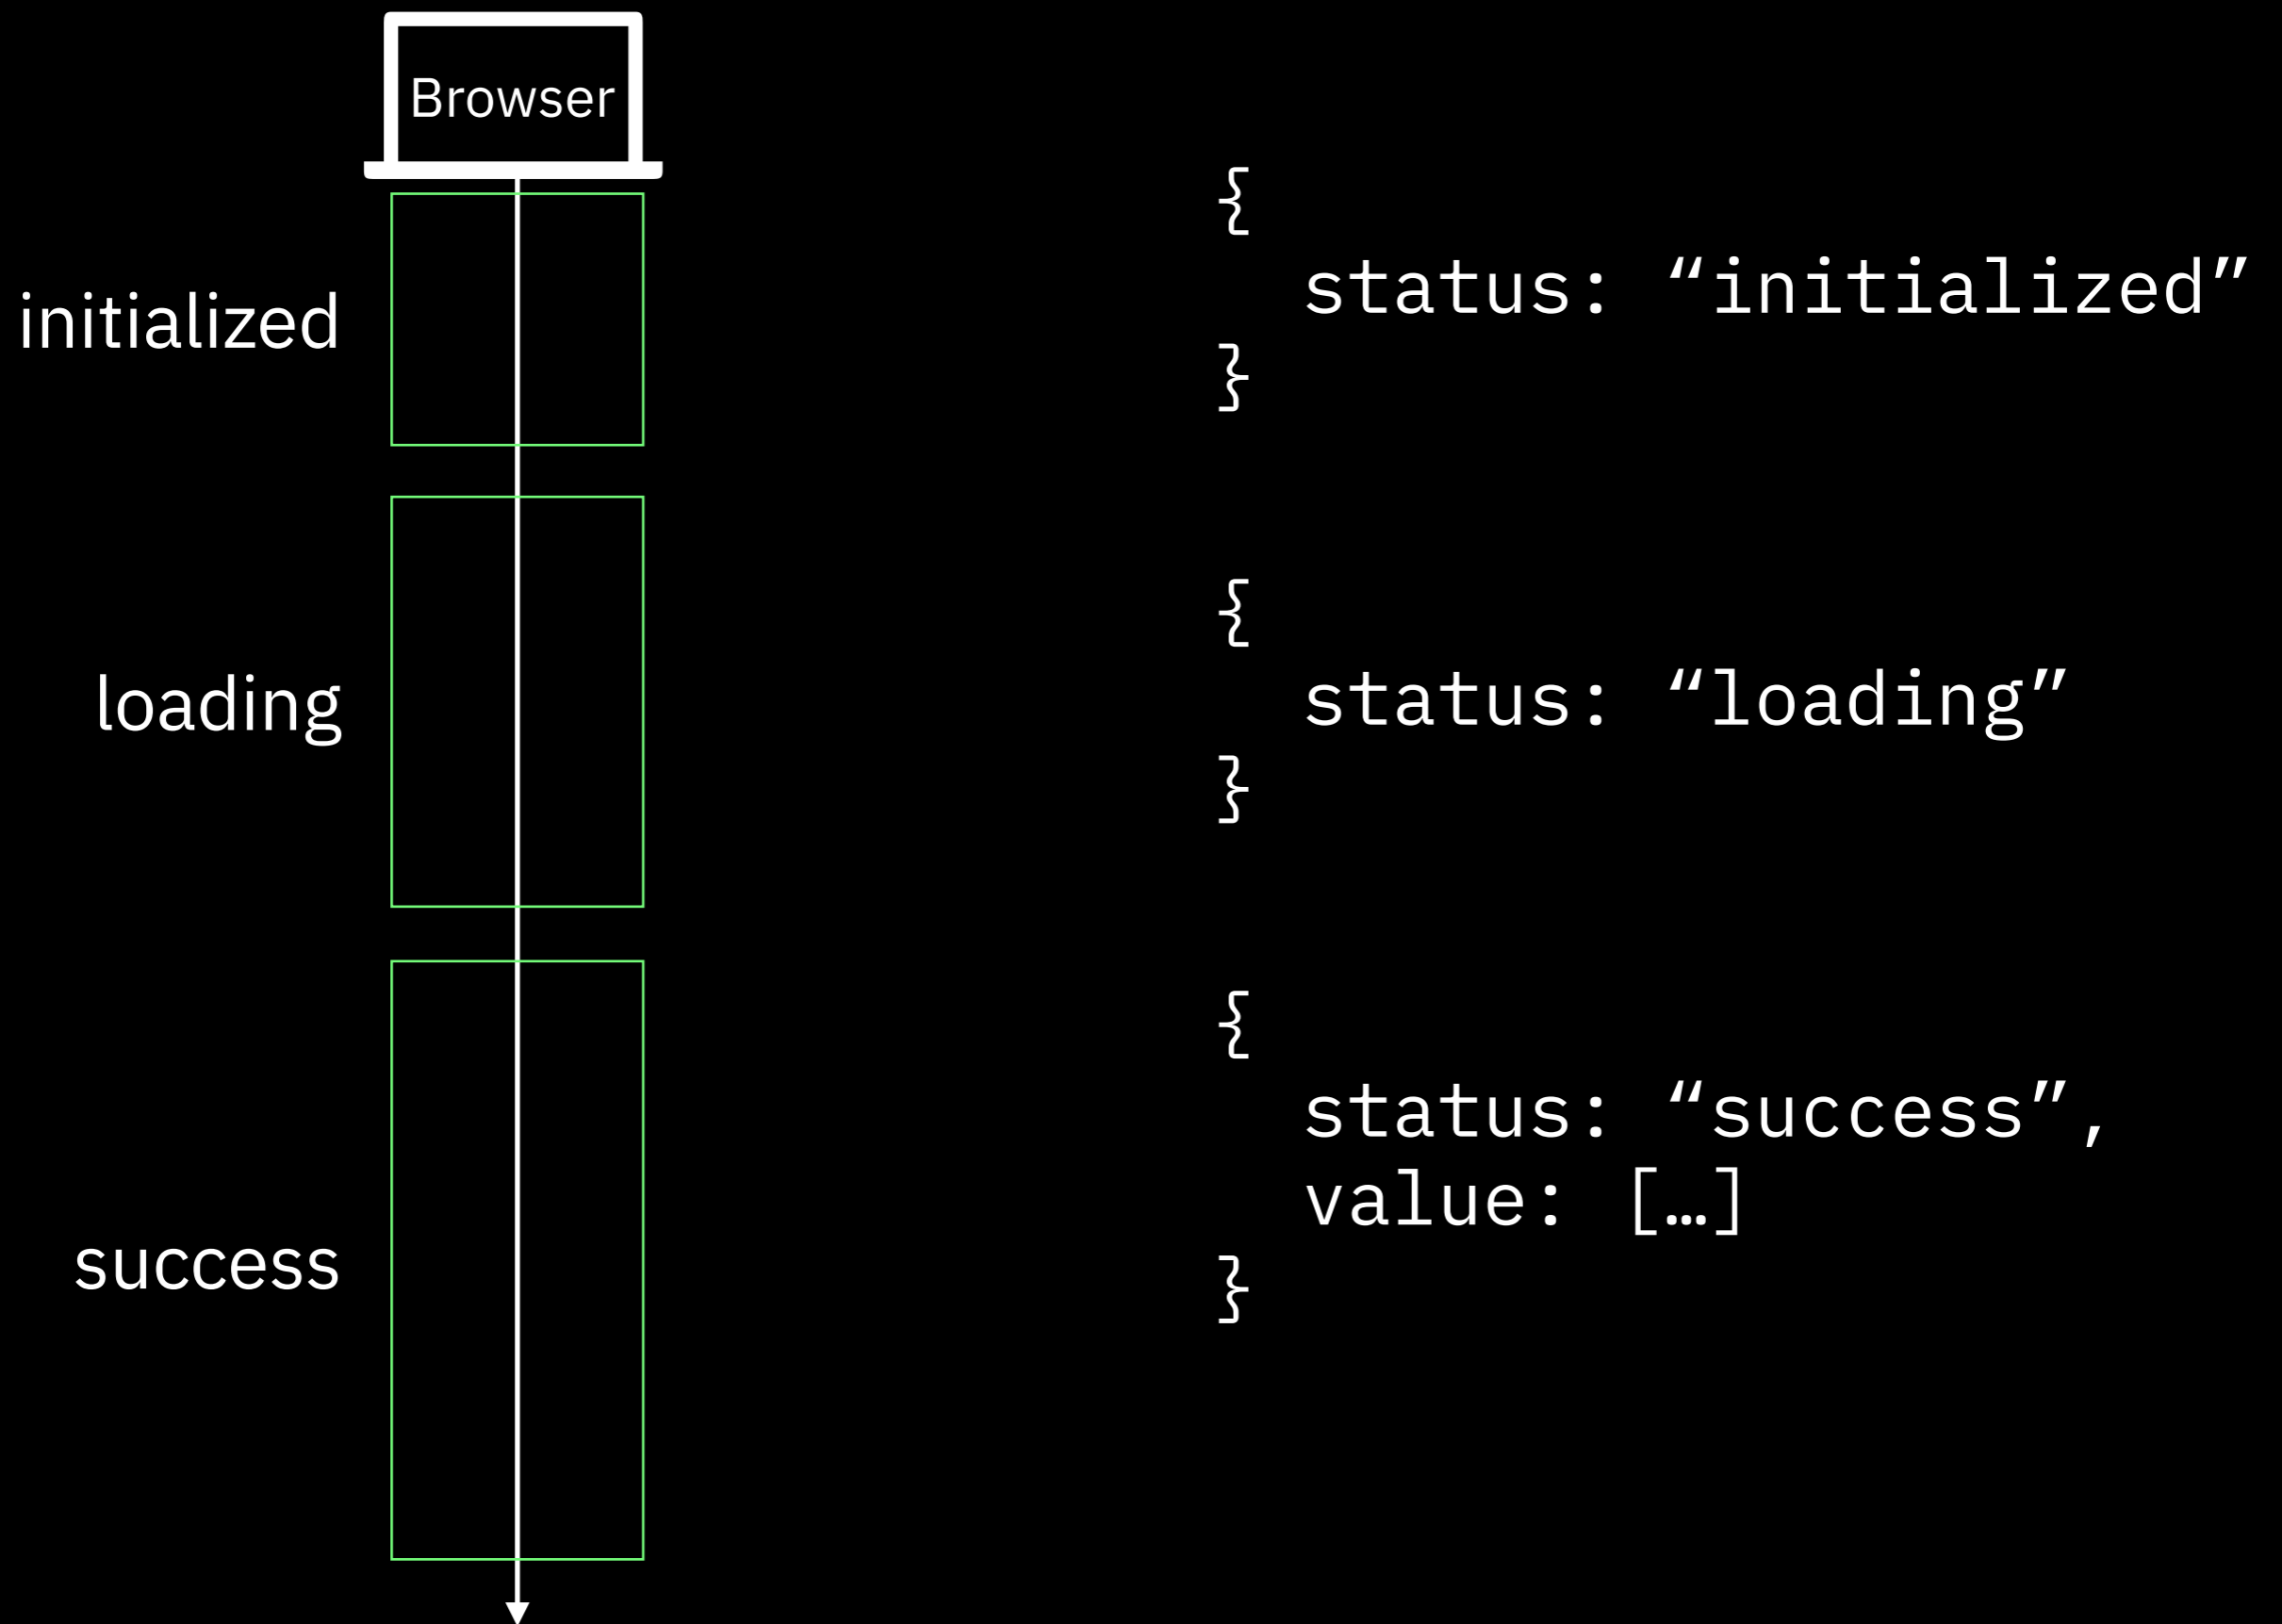 Browser
initialized
{
status: “initialized”
}
loading
{
status: “loading”
}
success
{
status: “success”,
value: […]
}